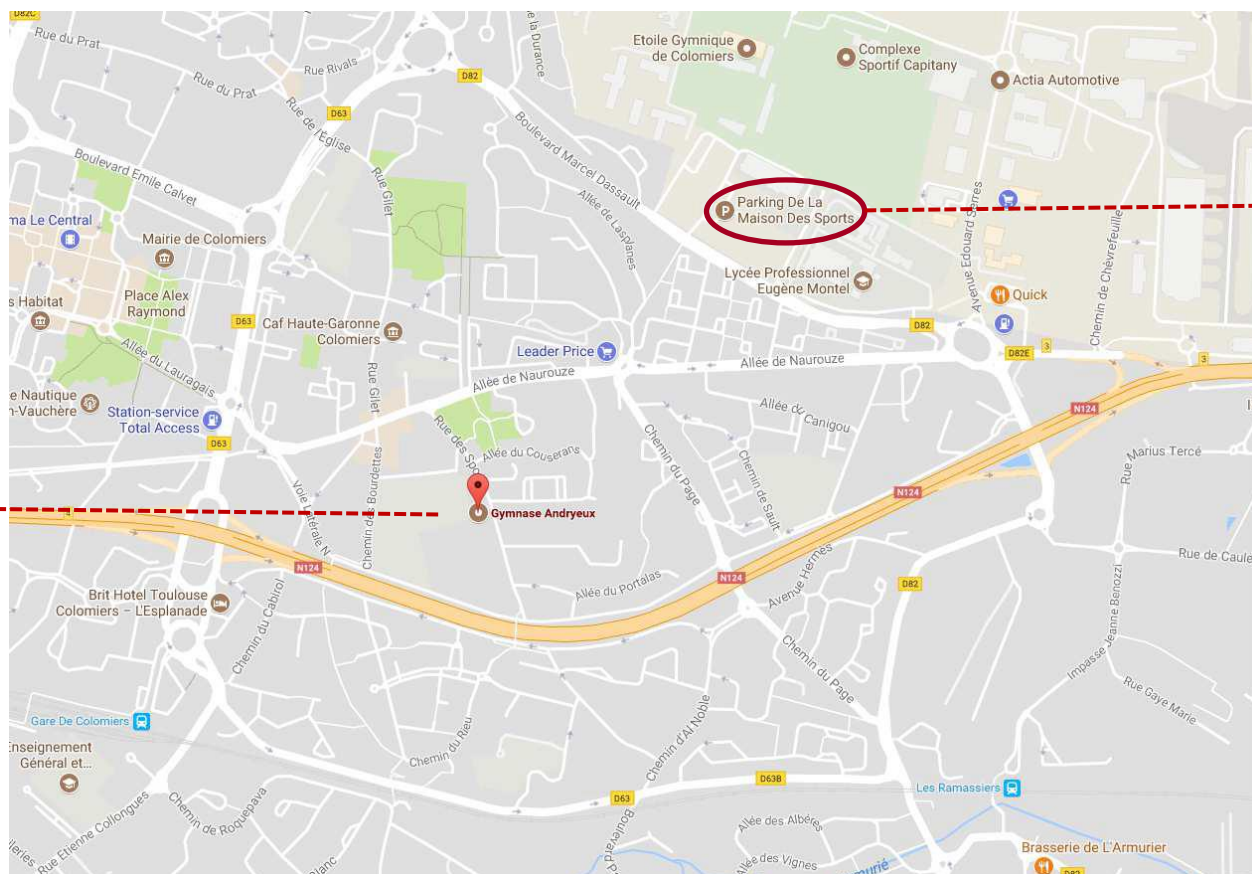 D82C
Rue du Prat
Rue Rivals
Rue du Prat
Rue de l'Église
D63
D82
la Durance
Etoile Gymnique
de Colomiers
Complexe
Sportif Capitany
Actia Automotive
Boulevard Marcel Dassault
Boulevard Emile Calvet
Rue Gilet
Allée de Lasplanes
Parking De La
Maison Des Sports
Avenue Edouard Serres
Chemin de Chèvrefeuille
ma Le Central
Mairie de Colomiers
Lycée Professionnel
Eugène Montel
Quick
s Habitat
Place Alex
Raymond
D63
Caf Haute-Garonne
Colomiers
D82
Allée du Lauragais
Leader Price
Allée de Naurouze
D82E
3
3
Rue Gilet
Allée de Naurouze
e Nautique
n-Vauchère
Station-service
Total Access
D63
Allée du Canigou
N124
Rue des Spo
Allée du Couserans
Chemin du Page
Chemin de Sault
Rue Marius Tercé
Voie Latérale N
Chemin des Bourdettes
Gymnase Andryeux
N124
4
N124
Allée du Portalas
N124
Avenue Hermès
D82
Rue de Caule
Brit Hotel Toulouse
Colomiers – L'Esplanade
Chemin du Cabirol
Impasse Jeanne Benozzi
Chemin du Page
Rue Gaye Marie
Gare De Colomiers
Chemin du Rieu
Chemin d'Al Noble
Enseignement
Général et...
D63B
D63
Les Ramassiers
Chemin de Roquepava
Rue Etienne Collongues
Allée des Albéres
Allée des Vignes
Brasserie de L'Armurier
D82